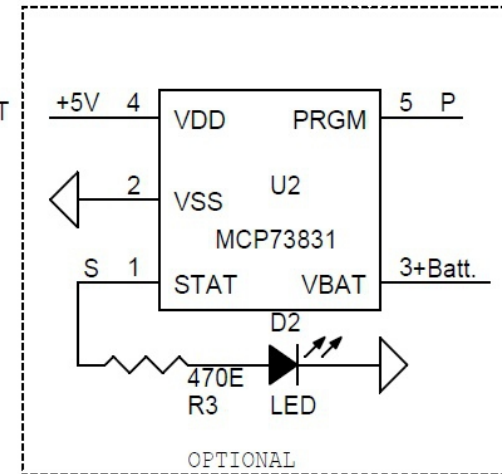 T
+5V 4 VDD PRGM 5 P
2 VSS U2
MCP73831
S 1 STAT VBAT 3+Batt.
D2
470E
R3 LED
OPTIONAL